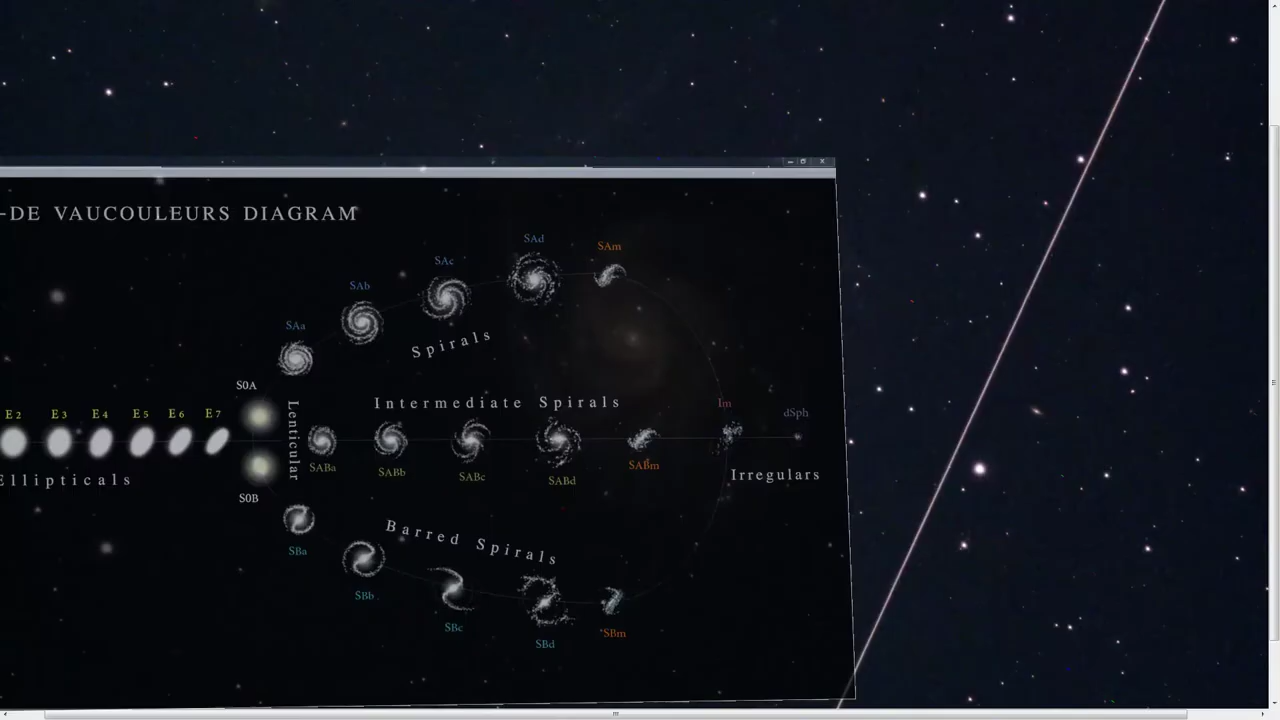 -DE VAUCOULEURS DIAGRAM
SAd
SAm
SAc
SAb
SAa
Spirals
S0A
Intermediate Spirals
Im
dSph
E2 E3 E4 E5 E6 E7
Lenticular
SABa
SABb
SABc
SABd
SABm
Irregulars
Ellipticals
S0B
Barred Spirals
SBa
SBb
SBc
SBd
SBm